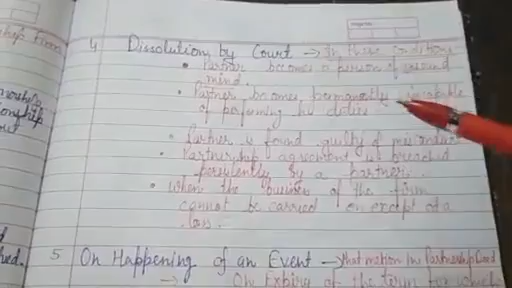 4 Dissolution by Court → In these conditions
• Partner becomes a person of unsound
mind.
• Partner becomes permanently incapable
of performing his duties
• Partner is found guilty of misconduct
• Partnership agreement is breached
persistently by a partner.
• When the business of the firm
cannot be carried on except at a
loss.
5 On Happening of an Event → that mention in Partnership Deed
→ On Expiry of the term for which